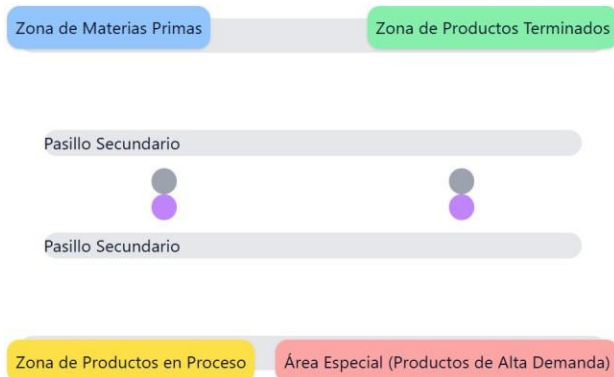 Zona de Materias Primas
Zona de Productos Terminados
Pasillo Secundario
Pasillo Secundario
Zona de Productos en Proceso
Área Especial (Productos de Alta Demanda)